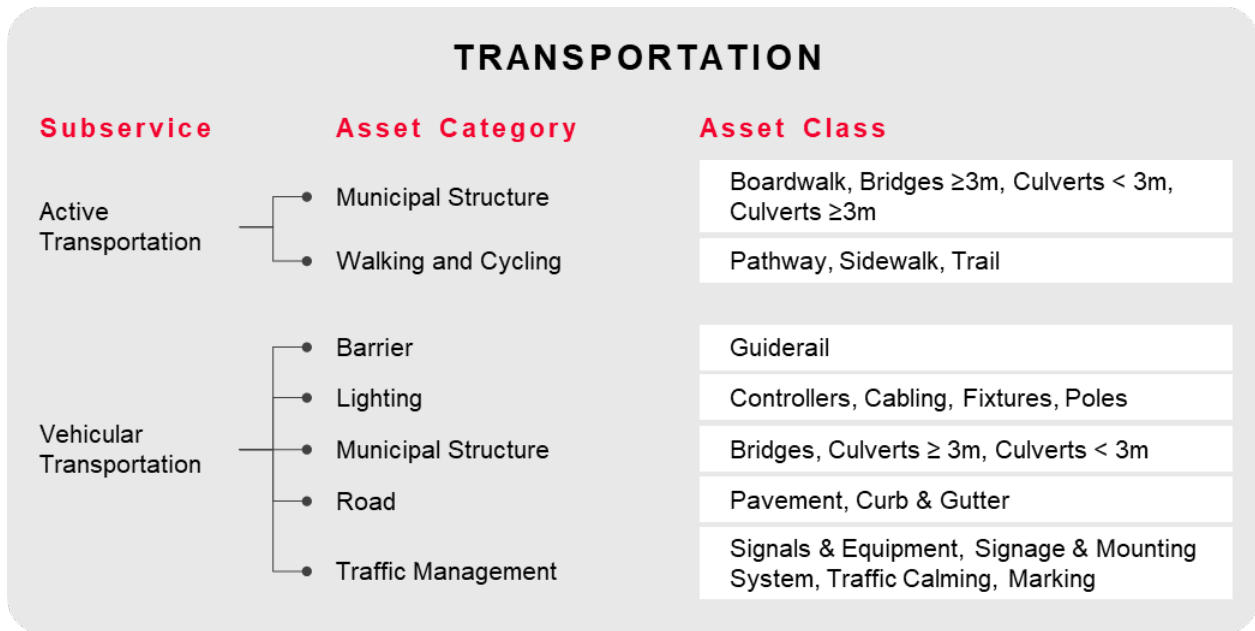 TRANSPORTATION
Subservice Asset Category Asset Class
Active
Transportation
Municipal Structure
Boardwalk, Bridges ≥3m, Culverts < 3m,
Culverts ≥3m
Walking and Cycling
Pathway, Sidewalk, Trail
Vehicular
Transportation
Barrier
Guiderail
Lighting
Controllers, Cabling, Fixtures, Poles
Municipal Structure
Bridges, Culverts ≥ 3m, Culverts < 3m
Road
Pavement, Curb & Gutter
Traffic Management
Signals & Equipment, Signage & Mounting
System, Traffic Calming, Marking